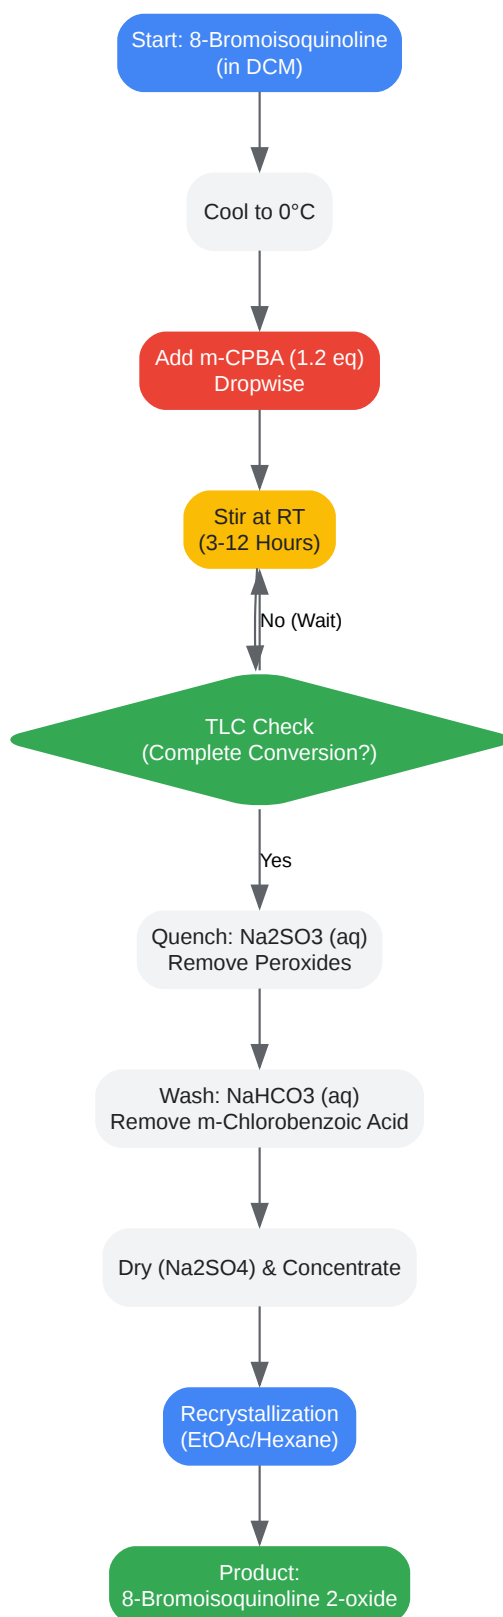 Start: 8-Bromoisoquinoline
(in DCM)
Cool to 0°C
Add m-CPBA (1.2 eq)
Dropwise
Stir at RT
(3-12 Hours)
No (Wait)
TLC Check
(Complete Conversion?)
Yes
Quench: Na2SO3 (aq)
Remove Peroxides
Wash: NaHCO3 (aq)
Remove m-Chlorobenzoic Acid
Dry (Na2SO4) & Concentrate
Recrystallization
(EtOAc/Hexane)
Product:
8-Bromoisoquinoline 2-oxide